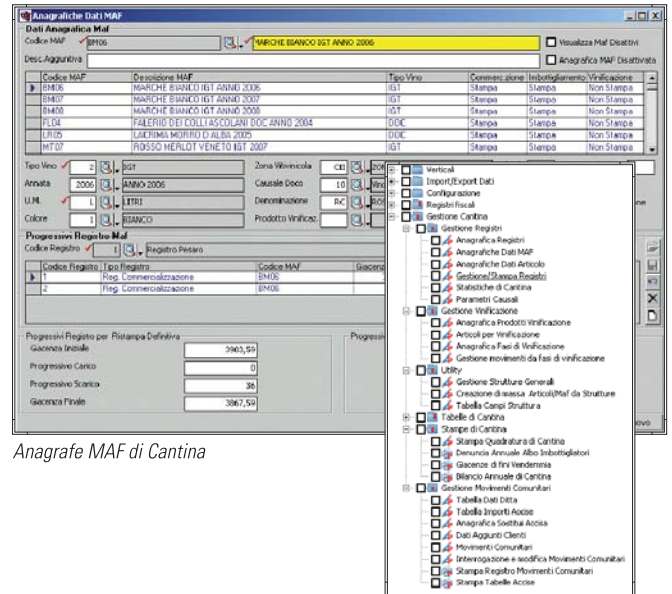 Anagrafiche Dati MAF
Dati Anagrafica Maf
Codice MAF BM06 MARCHE BIANCO IGT ANNO 2006 Visualizza Maf Disattivi
Desc.Aggiuntiva Anagrafica MAF Disattivata
Codice MAF Descrizione MAF Tipo Vino Commerc.zione Imbottigliamento Vinificazione
BM06 MARCHE BIANCO IGT ANNO 2006 IGT Stampa Stampa Non Stampa
BM07 MARCHE BIANCO IGT ANNO 2007 IGT Stampa Stampa Non Stampa
BM08 MARCHE BIANCO IGT ANNO 2008 IGT Stampa Stampa Non Stampa
FL04 FALERIO DEI COLLI ASCOLANI DOC ANNO 2004 DOC Stampa Stampa Non Stampa
LR05 LACRIMA MORRO D ALBA 2005 DOC Stampa Stampa Non Stampa
MT07 ROSSO MERLOT VENETO IGT 2007 IGT Stampa Stampa Non Stampa
Tipo Vino 2 IGT Zona Vitivinicola CII
Annata 2006 ANNO 2006 Causale Doco 10
U.M. L LITRI Denominazione RC
Colore 1 BIANCO Prodotto Vinificaz.
Progressivi Registro Maf
Codice Registro 1 Registro Pesaro
Codice Registro Tipo Registro Codice MAF
1 Reg. Commercializzazione BM06
2 Reg. Commercializzazione BM06
Progressivi Registro per Ristampa Definitiva
Giacenza Iniziale 3903,59
Progressivo Carico 0
Progressivo Scarico 36
Giacenza Finale 3867,59
Verticali
Import/Export Dati
Configurazione
Registri fiscali
Gestione Cantina
Gestione Registri
Anagrafica Registri
Anagrafiche Dati MAF
Anagrafiche Dati Articolo
Gestione/Stampa Registri
Statistiche di Cantina
Parametri Causali
Gestione Vinificazione
Anagrafica Prodotti Vinificazione
Articoli per Vinificazione
Anagrafica Fasi di Vinificazione
Gestione movimenti da fasi di vinificazione
Utility
Gestione Strutture Generali
Creazione di massa Articoli/Maf da Strutture
Tabella Campi Struttura
Tabelle di Cantina
Stampe di Cantina
Stampa Quadratura di Cantina
Denuncia Annuale Albo Imbottigliatori
Giacenze di fini Vendemmia
Bilancio Annuale di Cantina
Gestione Movimenti Comunitari
Tabella Dati Ditta
Tabella Importi Accise
Anagrafica Sostitui Accisa
Dati Aggiunti Clienti
Movimenti Comunitari
Interrogazione e modifica Movimenti Comunitari
Stampa Registro Movimenti Comunitari
Stampa Tabelle Accise
Anagrafe MAF di Cantina